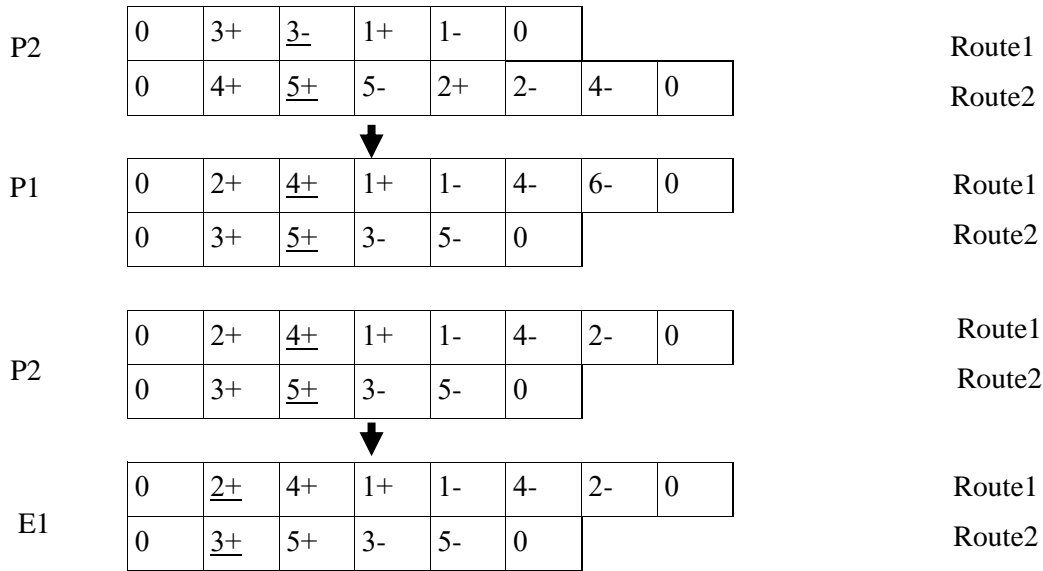 P2 0 3+ 3- 1+ 1- 0 Route1
0 4+ 5+ 5- 2+ 2- 4- 0 Route2
P1 0 2+ 4+ 1+ 1- 4- 6- 0 Route1
0 3+ 5+ 3- 5- 0 Route2
P2 0 2+ 4+ 1+ 1- 4- 2- 0 Route1
0 3+ 5+ 3- 5- 0 Route2
E1 0 2+ 4+ 1+ 1- 4- 2- 0 Route1
0 3+ 5+ 3- 5- 0 Route2